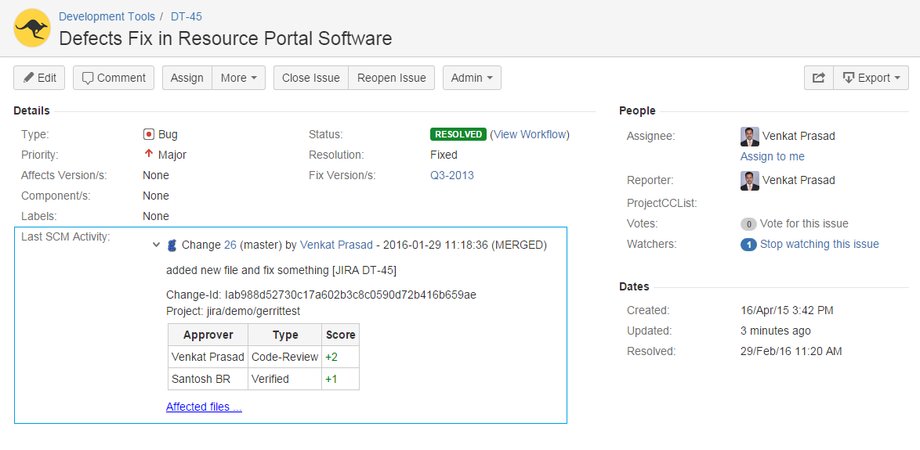 Development Tools / DT-45
Defects Fix in Resource Portal Software
Edit Comment Assign More Close Issue Reopen Issue Admin Export
Details
Type: Bug Status: RESOLVED (View Workflow)
Priority: Major Resolution: Fixed
Affects Version/s: None Fix Version/s: Q3-2013
Component/s: None
Labels: None
Last SCM Activity:
Change 26 (master) by Venkat Prasad - 2016-01-29 11:18:36 (MERGED)
added new file and fix something [JIRA DT-45]
Change-Id: Iab988d52730c17a602b3c8c0590d72b416b659ae
Project: jira/demo/gerrittest
Approver Type Score
Venkat Prasad Code-Review +2
Santosh BR Verified +1
Affected files ...
People
Assignee: Venkat Prasad
Assign to me
Reporter: Venkat Prasad
ProjectCCList:
Votes: 0 Vote for this issue
Watchers: 1 Stop watching this issue
Dates
Created: 16/Apr/15 3:42 PM
Updated: 3 minutes ago
Resolved: 29/Feb/16 11:20 AM